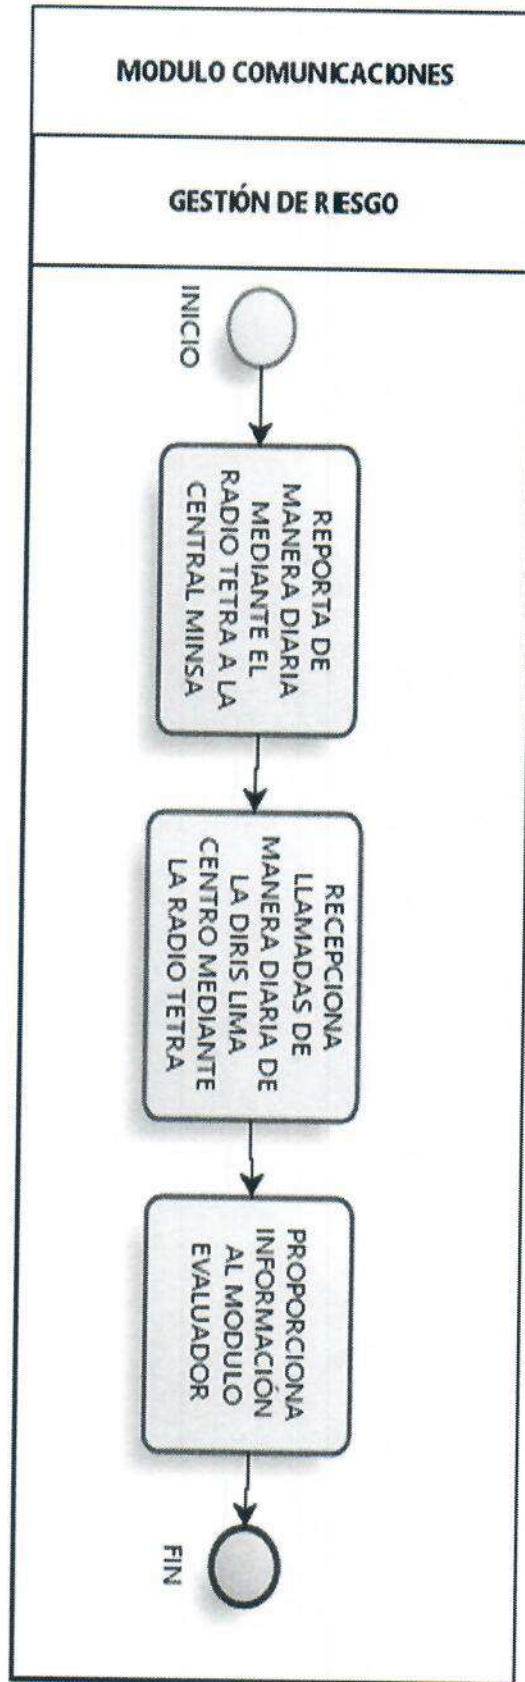 MODULO COMUNICACIONES
GESTIÓN DE RIESGO
INICIO
REPORTA DE
MANERA DIARIA
MEDIANTE EL
RADIO TETRA A LA
CENTRAL MINSA
RECEPCIONA
LLAMADAS DE
MANERA DIARIA DE
LA DIRIS LIMA
CENTRO MEDIANTE
LA RADIO TETRA
PROPORCIONA
INFORMACIÓN
AL MODULO
EVALUADOR
FIN